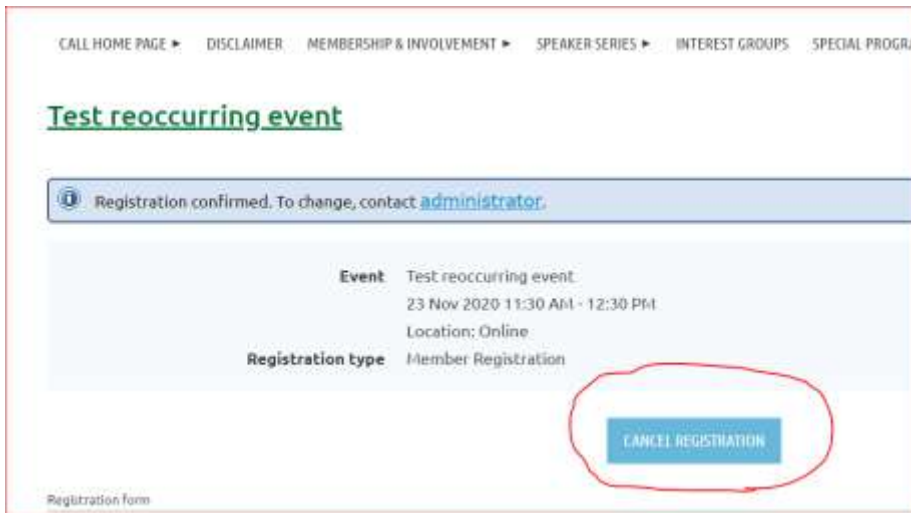 CALL HOME PAGE ▸ DISCLAIMER MEMBERSHIP & INVOLVEMENT ▸ SPEAKER SERIES ▸ INTEREST GROUPS SPECIAL PROGRA
Test reoccurring event
Registration confirmed. To change, contact administrator.
Event Test reoccurring event
23 Nov 2020 11:30 AM - 12:30 PM
Location: Online
Registration type Member Registration
CANCEL REGISTRATION
Registration form